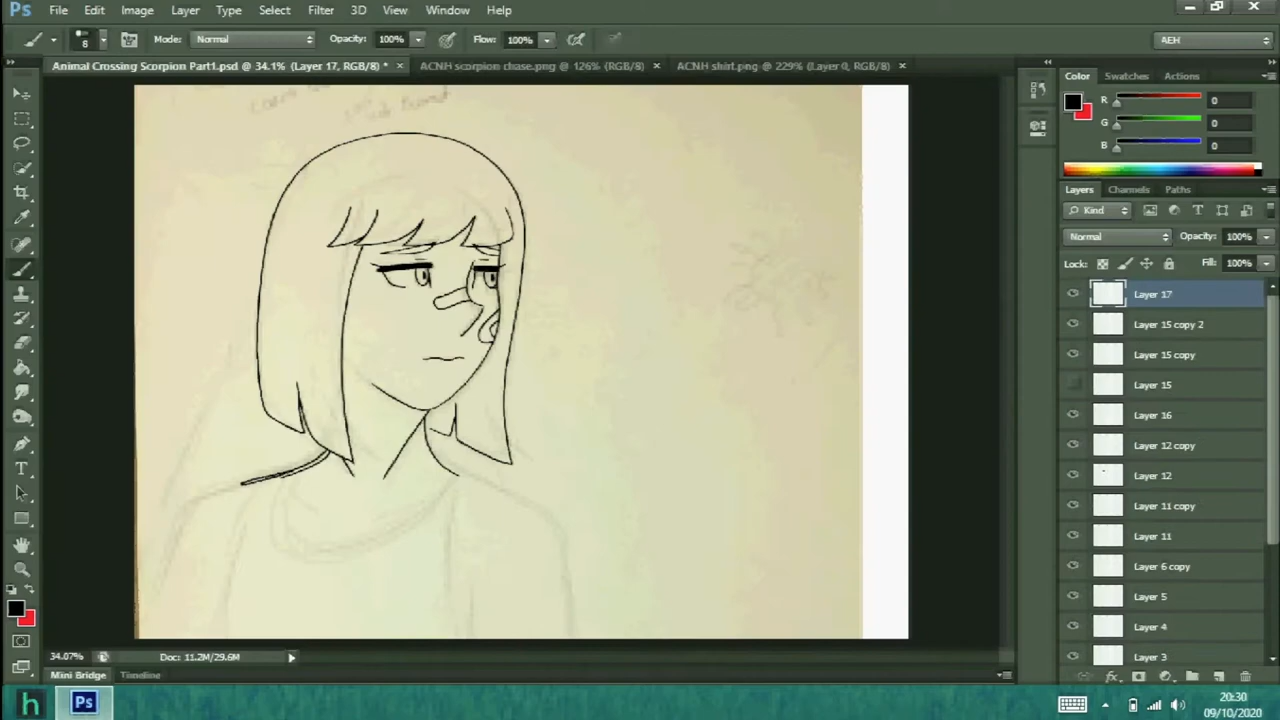 Ps File Edit Image Layer Type Select Filter 3D View Window Help
6 Mode: Normal Opacity: 100% Flow: 100% AEH
Animal Crossing Scorpion Part1.psd @ 34.1% (Layer 17, RGB/8) * × ACNH scorpion chase.png @ 126% (RGB/8) × ACNH shirt.png @ 229% (Layer 0, RGB/8) ×
Color Swatches Actions
R 0
G 0
B 0
Layers Channels Paths
Kind
Normal Opacity: 100%
Lock: Fill: 100%
Layer 17
Layer 15 copy 2
Layer 15 copy
Layer 15
Layer 16
Layer 12 copy
Layer 12
Layer 11 copy
Layer 11
Layer 6 copy
Layer 5
Layer 4
Layer 3
34.07% Doc: 11.2M/29.6M
Mini Bridge Timeline
h Ps
20:30
09/10/2020